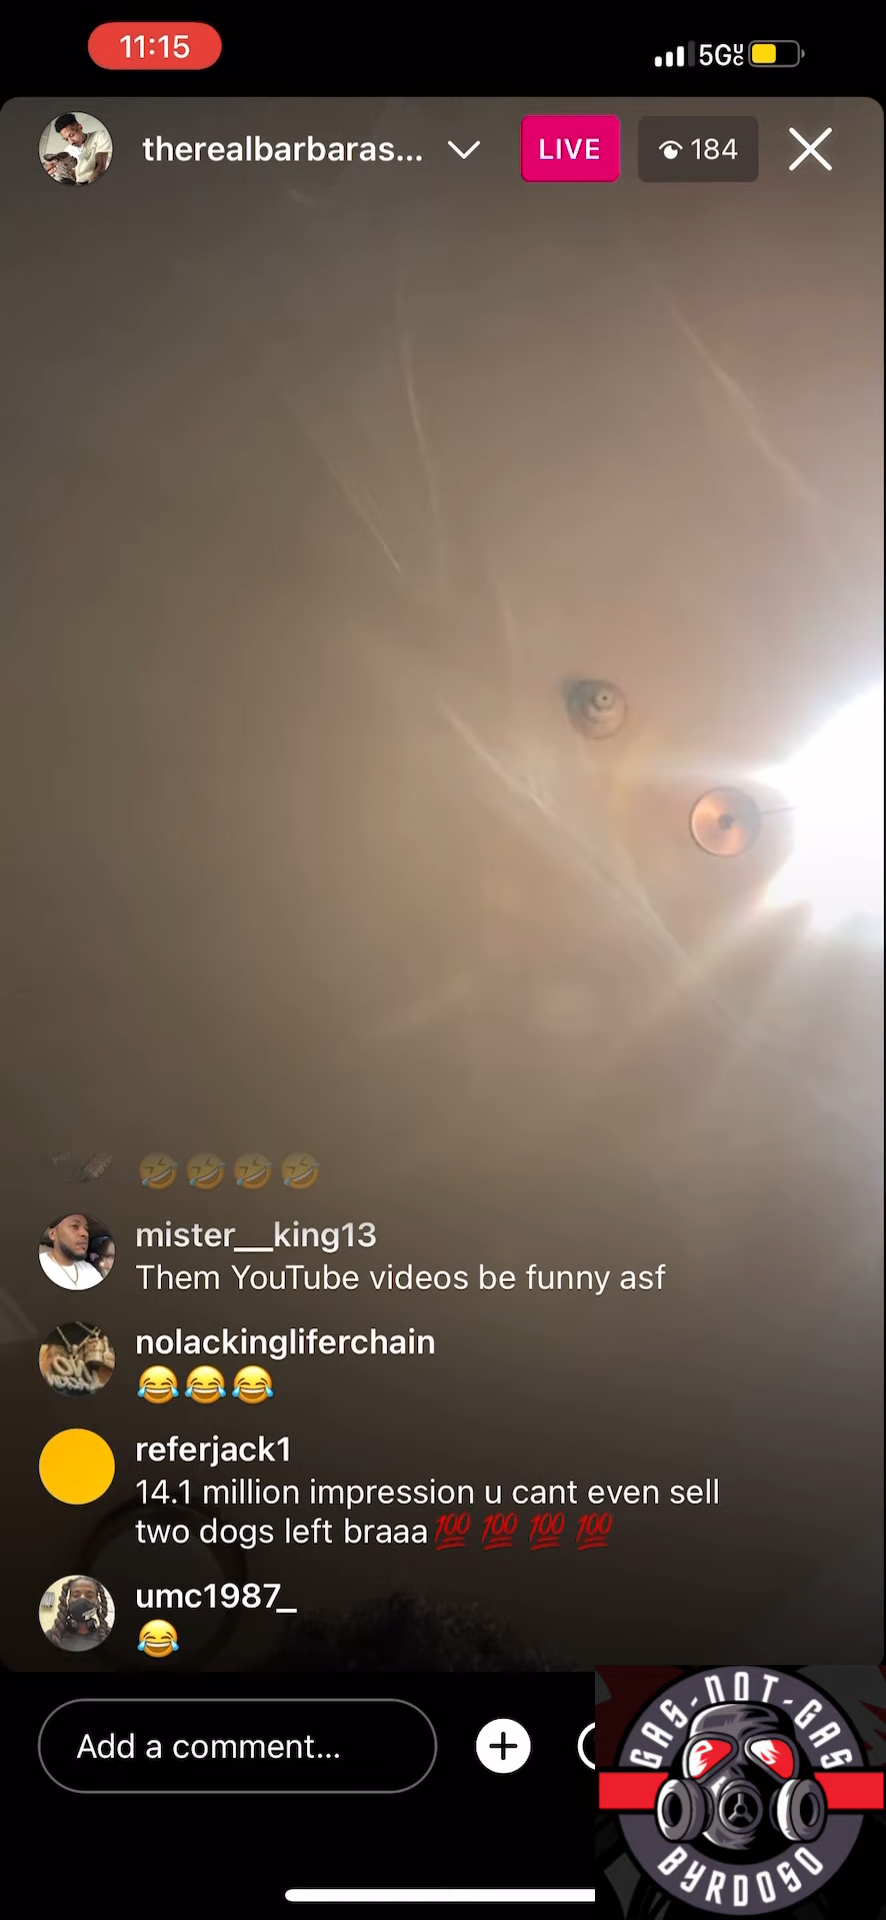 11:15
5G UC
therealbarbaras...
LIVE
184
🤣🤣🤣🤣
mister__king13
Them YouTube videos be funny asf
nolackingliferchain
😂😂😂
referjack1
14.1 million impression u cant even sell
two dogs left braaa💯 💯 💯 💯
umc1987_
😂
Add a comment...
GAS-NOT-GAS
BYRDOSO